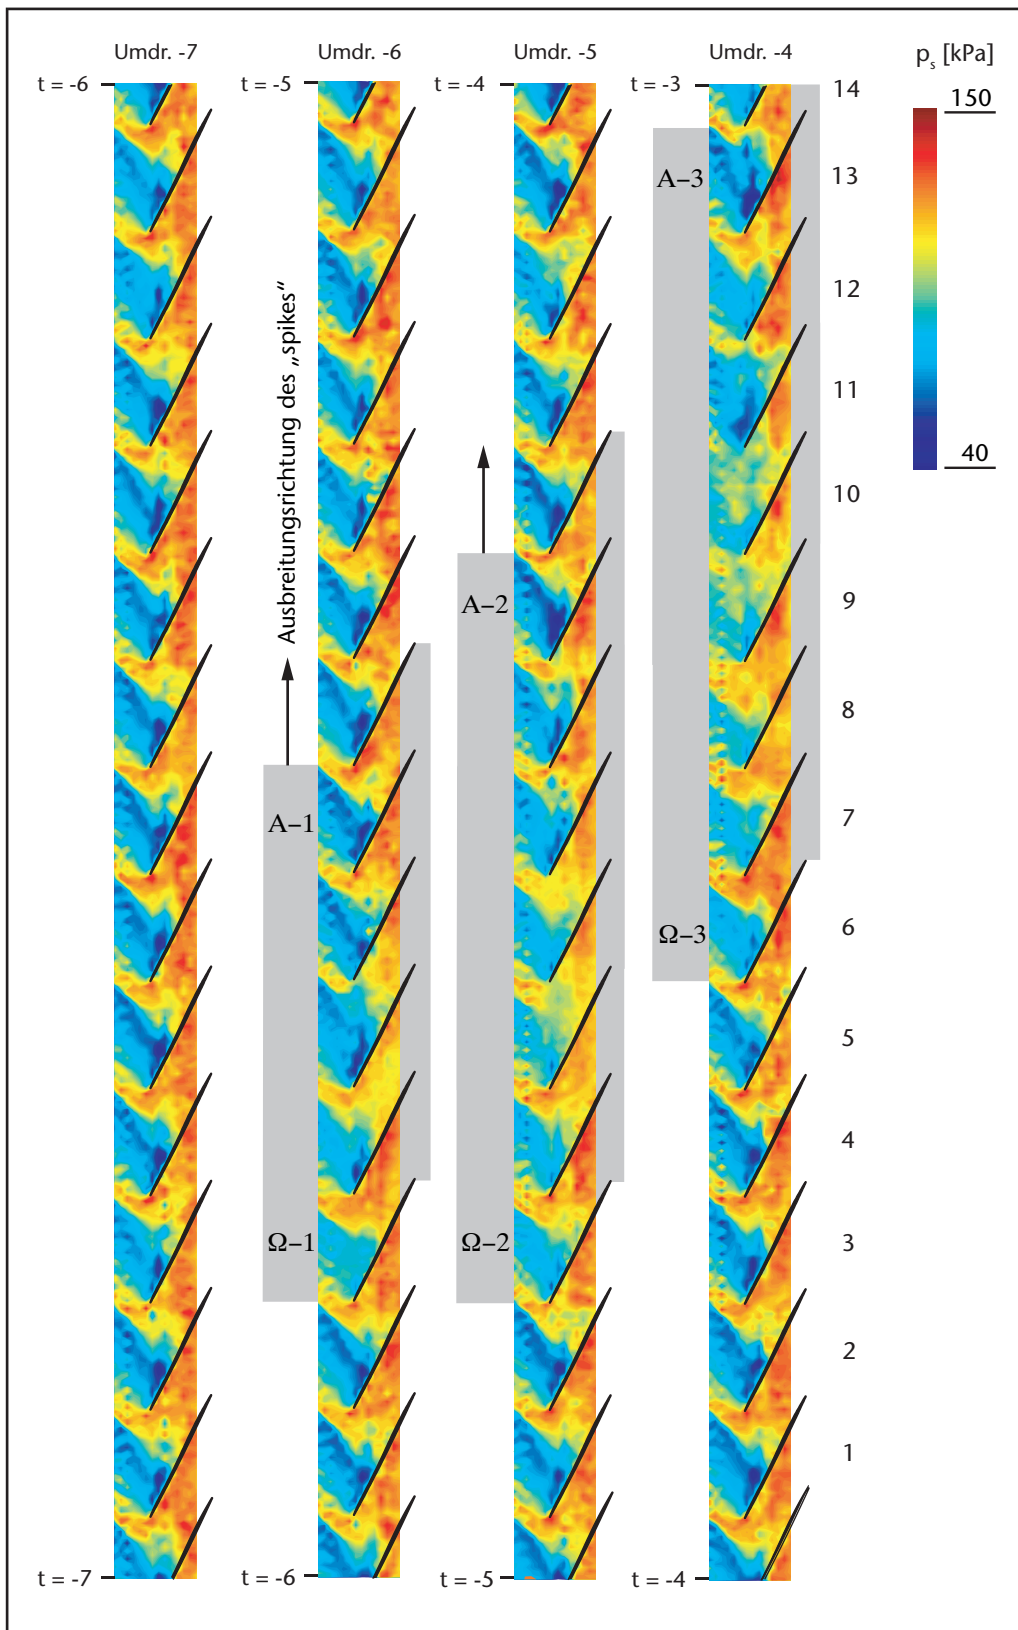 Umdr. -7
Umdr. -6
Umdr. -5
Umdr. -4
pₛ [kPa]
t = -6
t = -5
t = -4
t = -3
14
150
13
A–3
12
11
40
10
Ausbreitungsrichtung des „spikes“
9
A–2
8
7
A–1
6
Ω–3
5
4
3
Ω–1
Ω–2
2
1
t = -7
t = -6
t = -5
t = -4